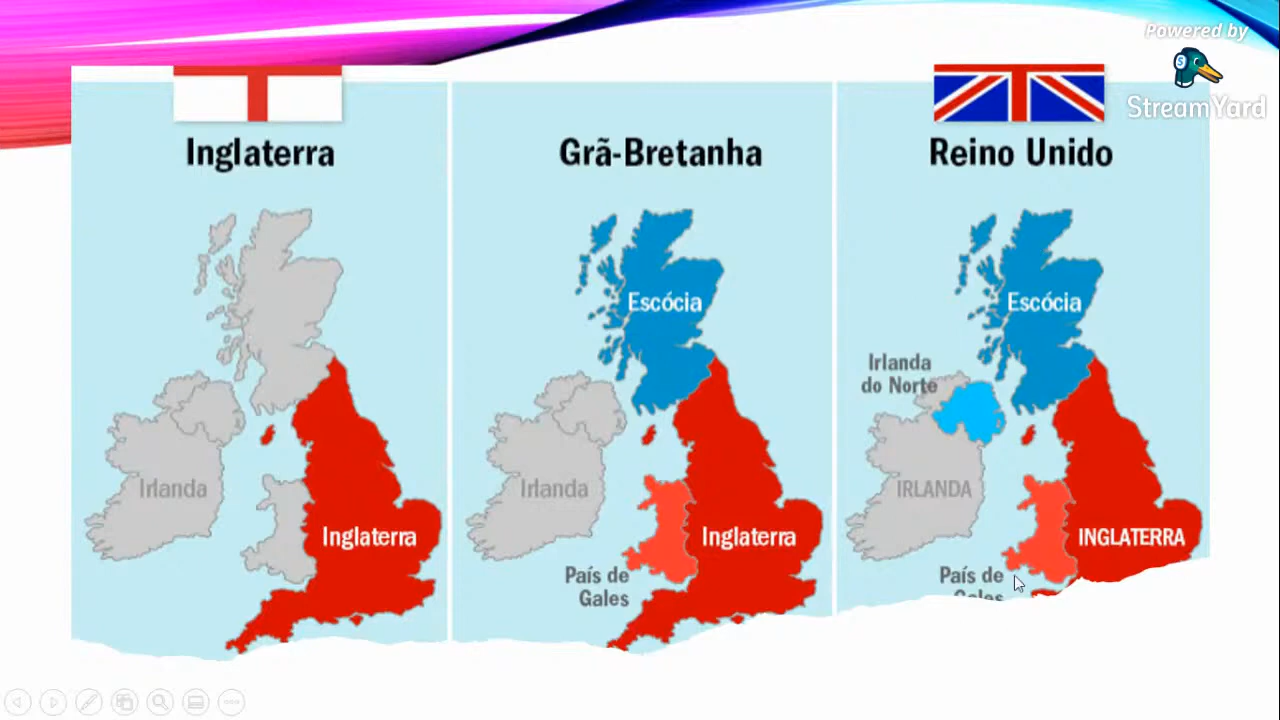 Powered by
StreamYard
Inglaterra
Irlanda
Inglaterra
Grã-Bretanha
Escócia
Irlanda
Inglaterra
País de
Gales
Reino Unido
Escócia
Irlanda
do Norte
IRLANDA
INGLATERRA
País de
Gales